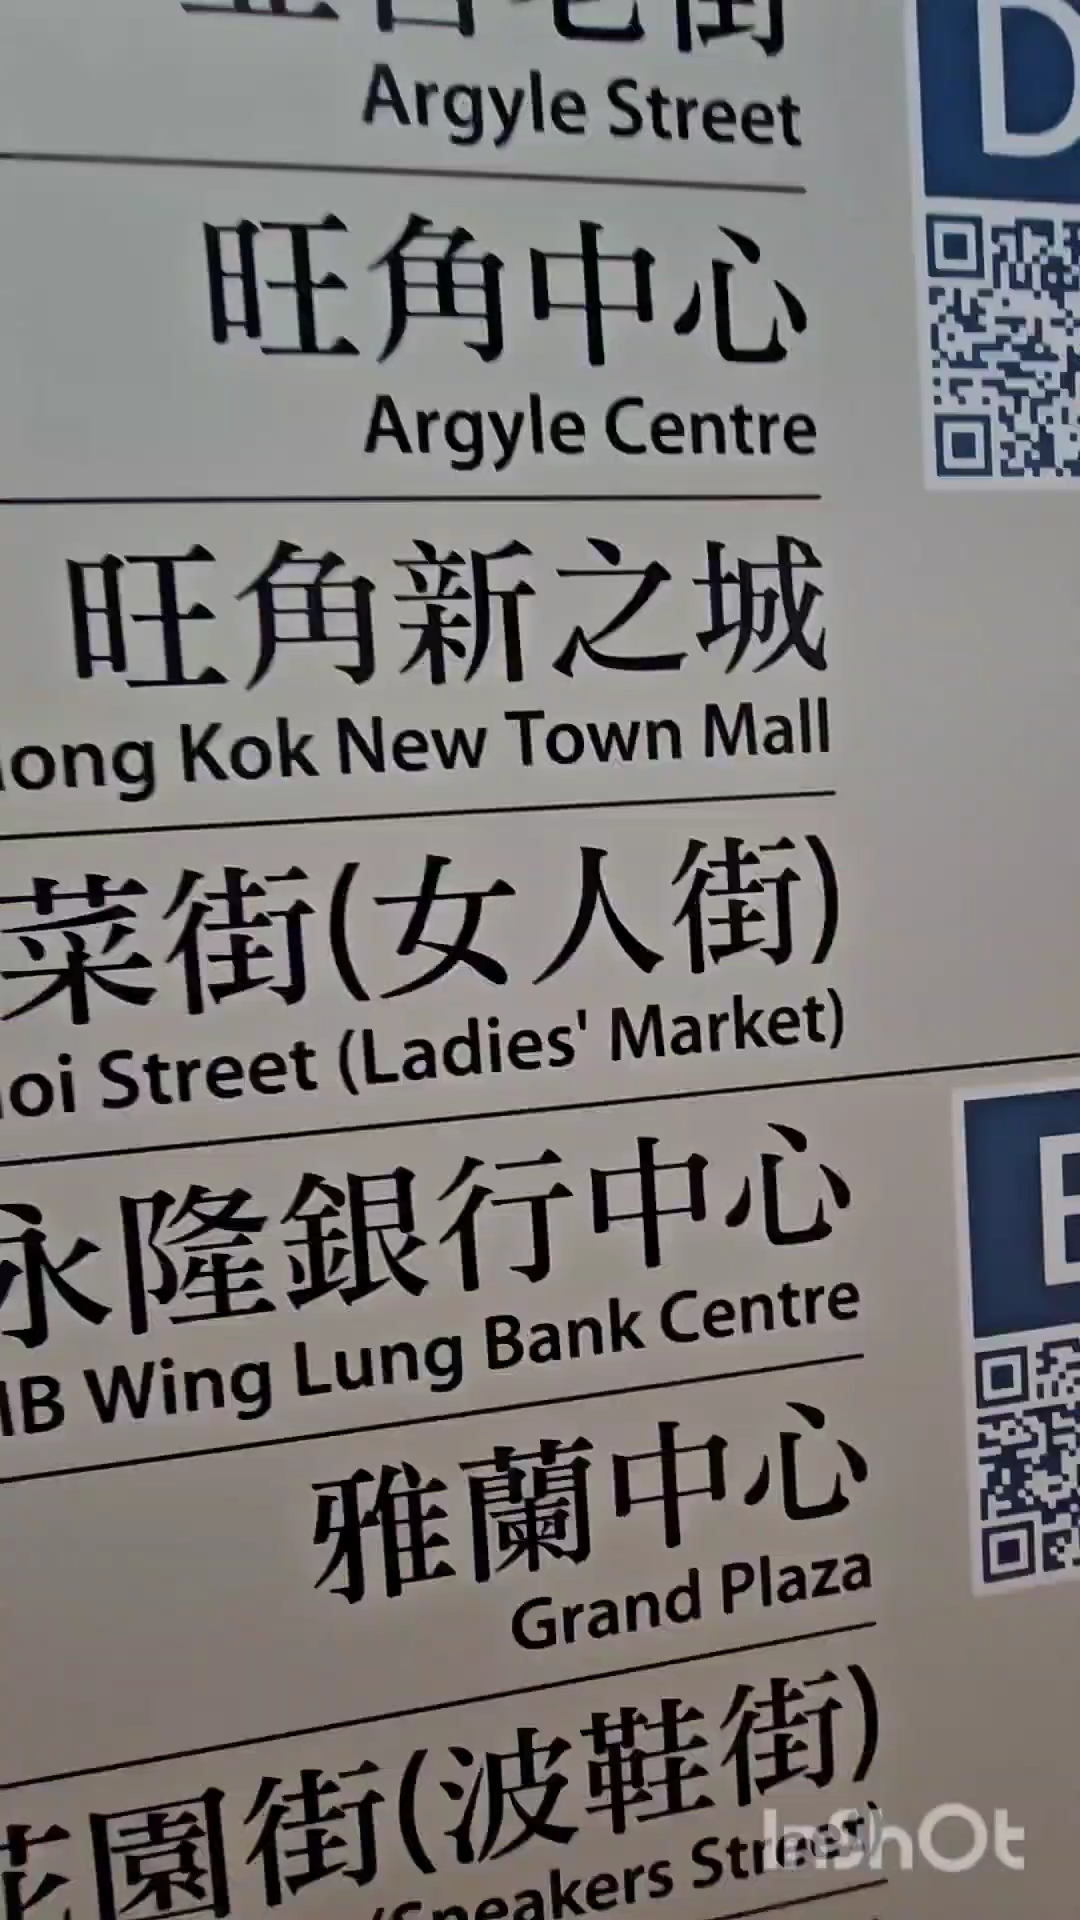 Argyle Street
D
旺角中心
Argyle Centre
旺角新之城
ong Kok New Town Mall
菜街(女人街)
oi Street (Ladies' Market)
永隆銀行中心
B Wing Lung Bank Centre
雅蘭中心
Grand Plaza
花園街(波鞋街)
(Sneakers Street)
InShOt